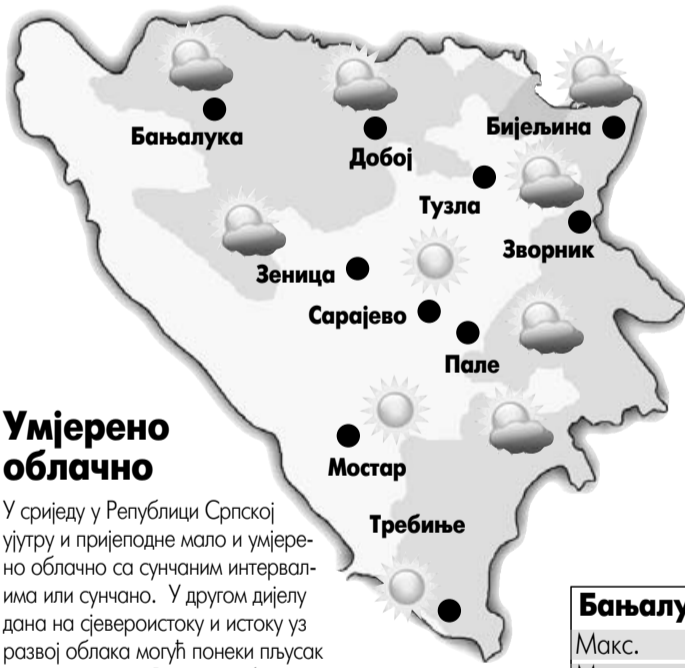 Бањалука
Добој
Бијељина
Тузла
Зворник
Зеница
Сарајево
Пале
Мостар
Требиње
Умјерено
облачно
У сриједу у Републици Српској
ујутру и пријеподне мало и умјере-
но облачно са сунчаним интервал-
има или сунчано. У другом дијелу
дана на сјевероистоку и истоку уз
развој облака могућ понеки пљусак
Бањалу
Макс.